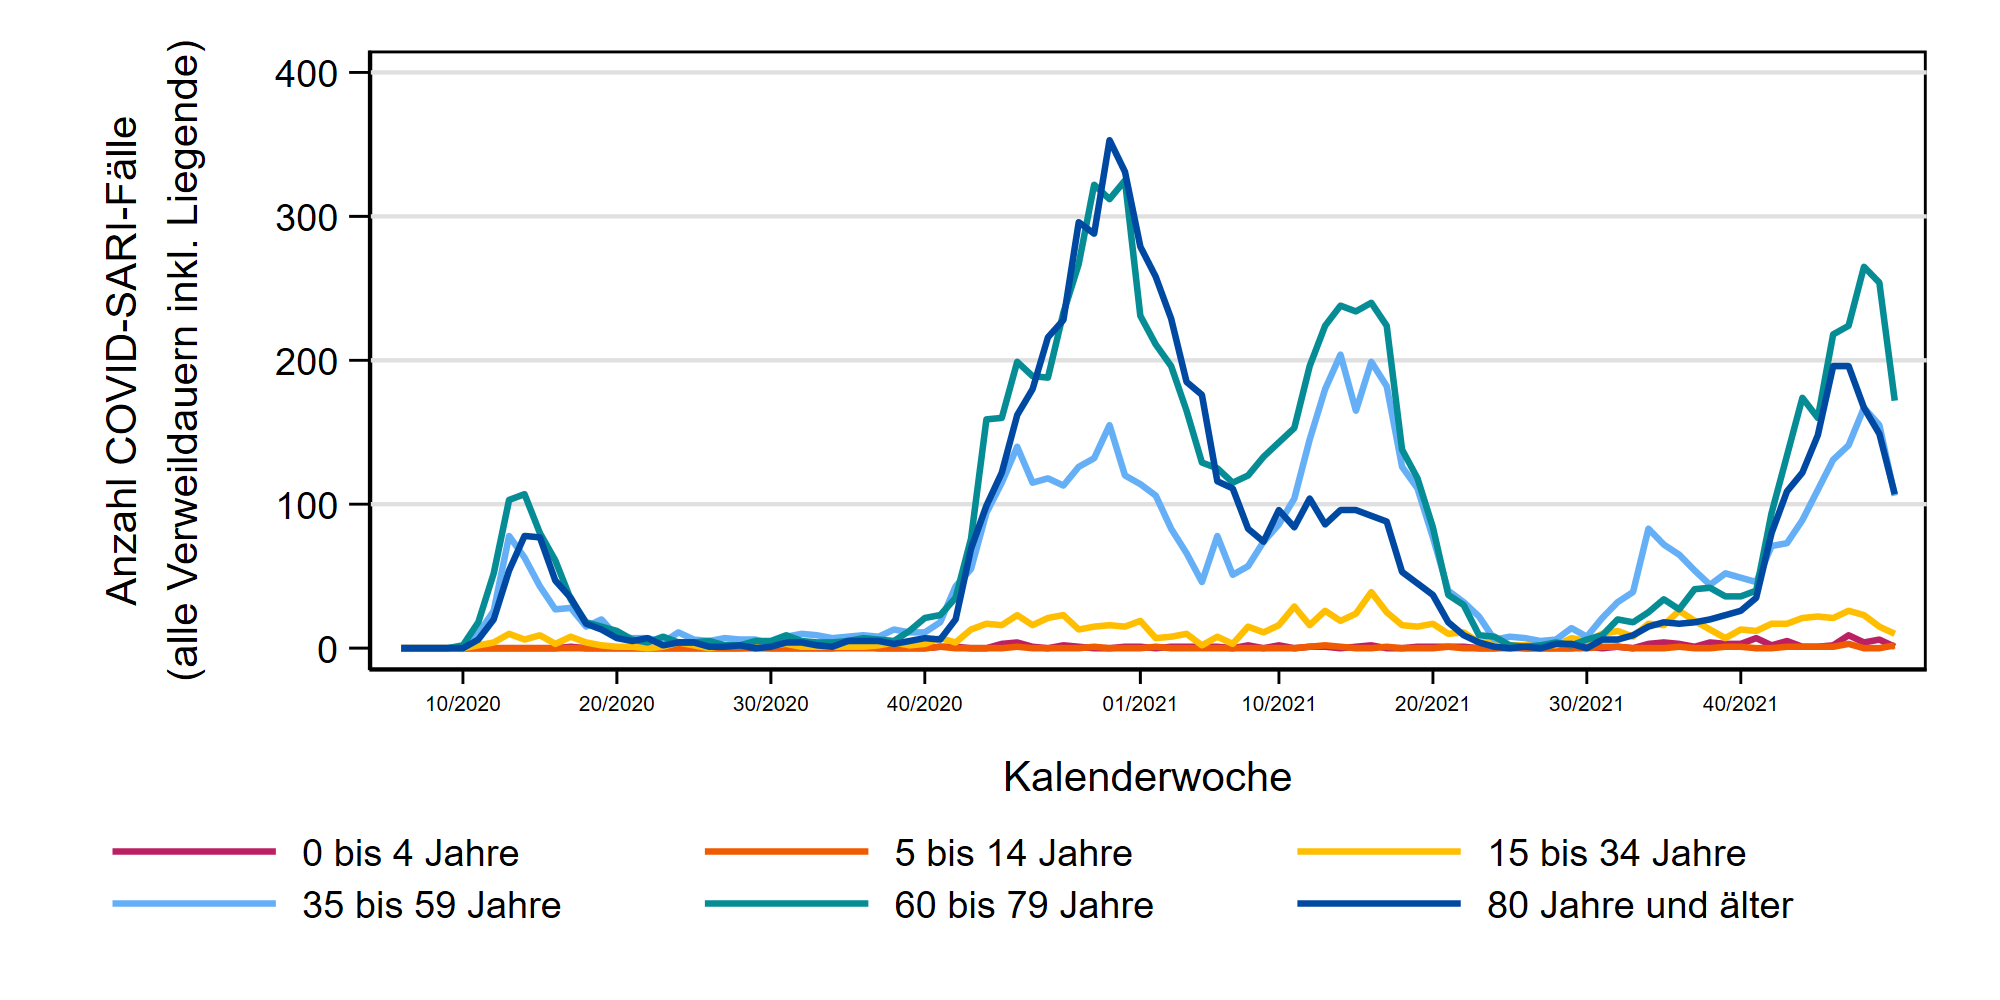 Anzahl COVID-SARI-Fälle
(alle Verweildauern inkl. Liegende)
400
300
200
100
0
10/2020 20/2020 30/2020 40/2020 01/2021 10/2021 20/2021 30/2021 40/2021
Kalenderwoche
0 bis 4 Jahre 5 bis 14 Jahre 15 bis 34 Jahre
35 bis 59 Jahre 60 bis 79 Jahre 80 Jahre und älter